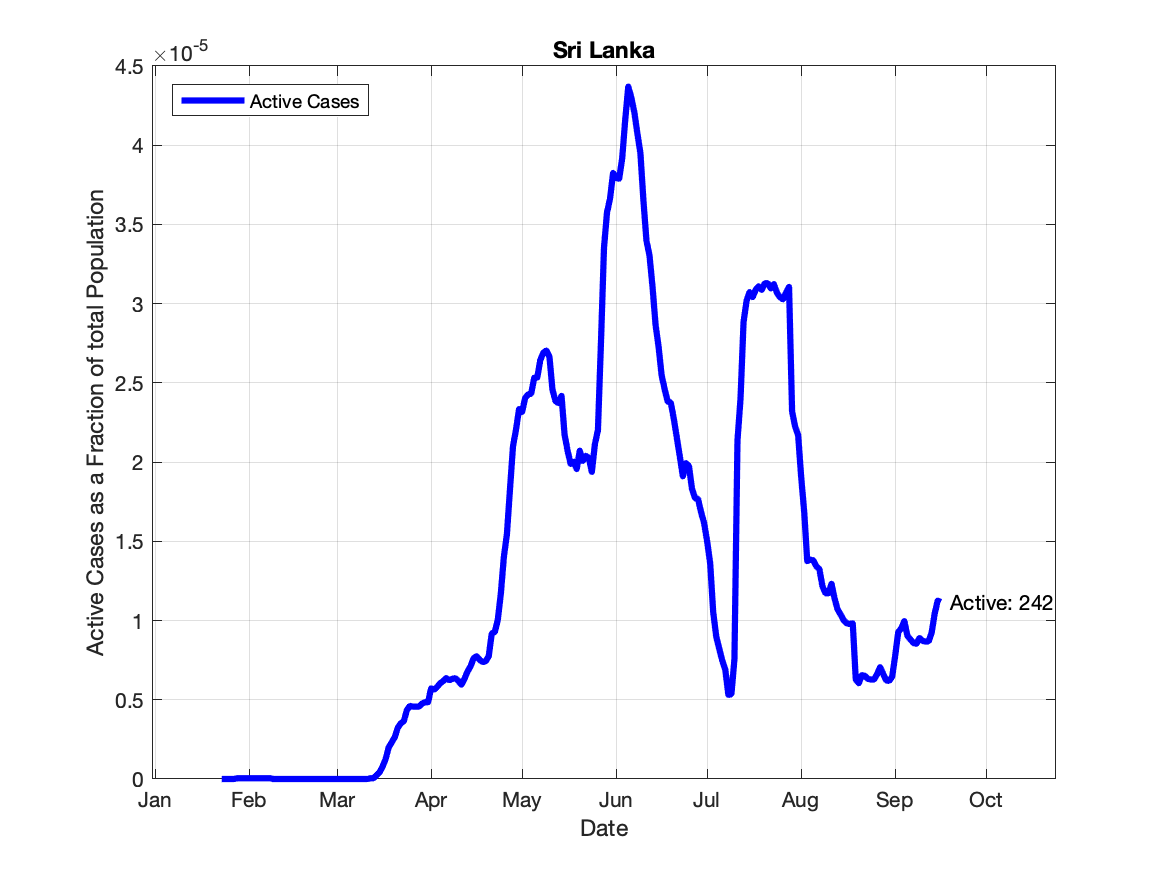 Sri Lanka
×10-5
Active Cases
4.5
4
3.5
3
2.5
2
1.5
1
0.5
0
Active Cases as a Fraction of total Population
Active: 242
Jan Feb Mar Apr May Jun Jul Aug Sep Oct
Date